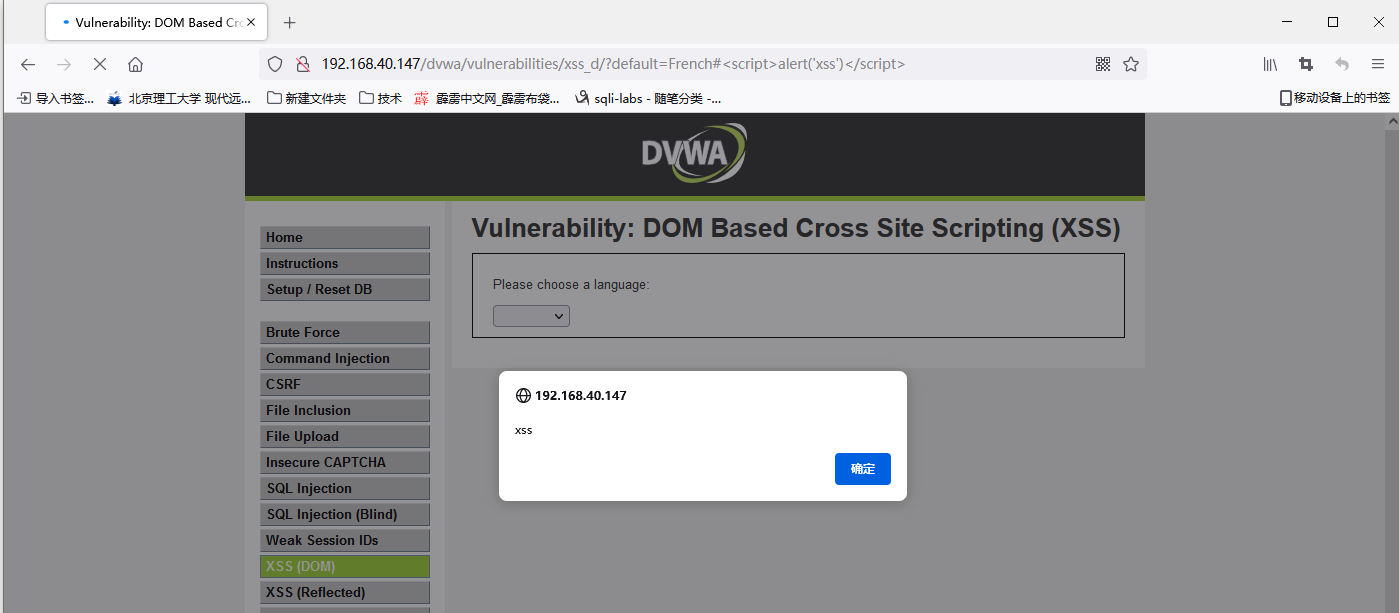 Vulnerability: DOM Based Cro
192.168.40.147/dvwa/vulnerabilities/xss_d/?default=French#<script>alert('xss')</script>
导入书签... 北京理工大学 现代远... 新建文件夹 技术 霹雳中文网_霹雳布袋... sqli-labs - 随笔分类 -... 移动设备上的书签
DVWA
Vulnerability: DOM Based Cross Site Scripting (XSS)
Home
Instructions
Setup / Reset DB
Please choose a language:
Brute Force
Command Injection
CSRF
File Inclusion
File Upload
Insecure CAPTCHA
SQL Injection
SQL Injection (Blind)
Weak Session IDs
XSS (DOM)
XSS (Reflected)
192.168.40.147
xss
确定